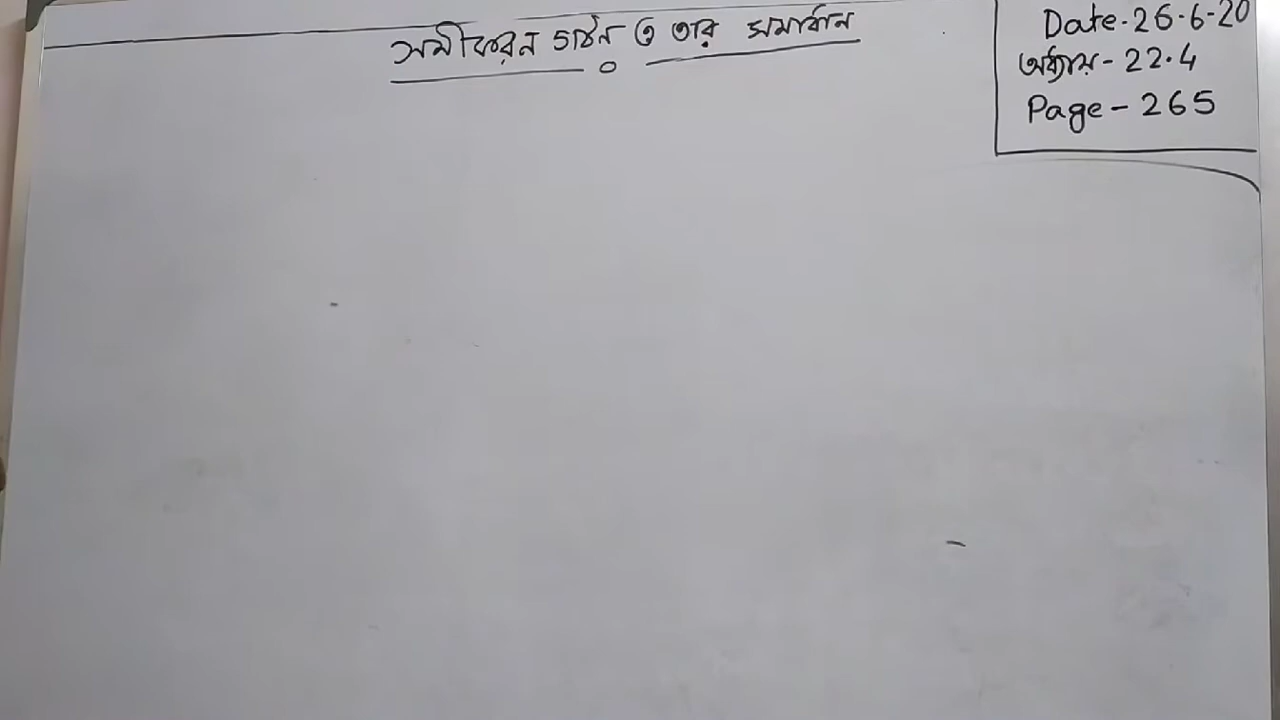 সমীকরন গঠন ও তার সমাধান
Date-26-6-20
অধ্যায় - 22.4
Page - 265